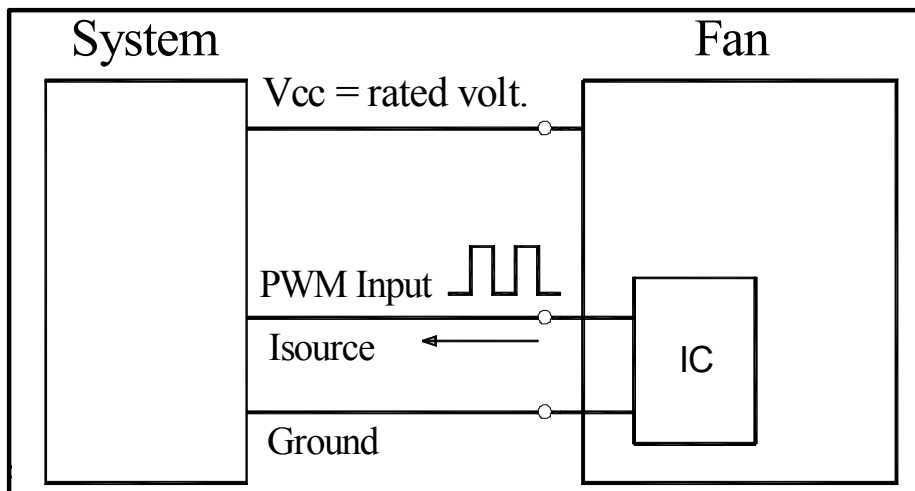 System
Fan
Vcc = rated volt.
PWM Input
Isource
IC
Ground